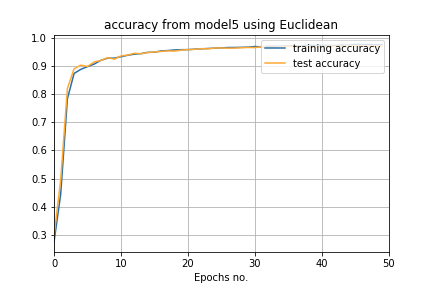 accuracy from model5 using Euclidean
1.0
0.9
0.8
0.7
0.6
0.5
0.4
0.3
training accuracy
test accuracy
0 10 20 30 40 50
Epochs no.